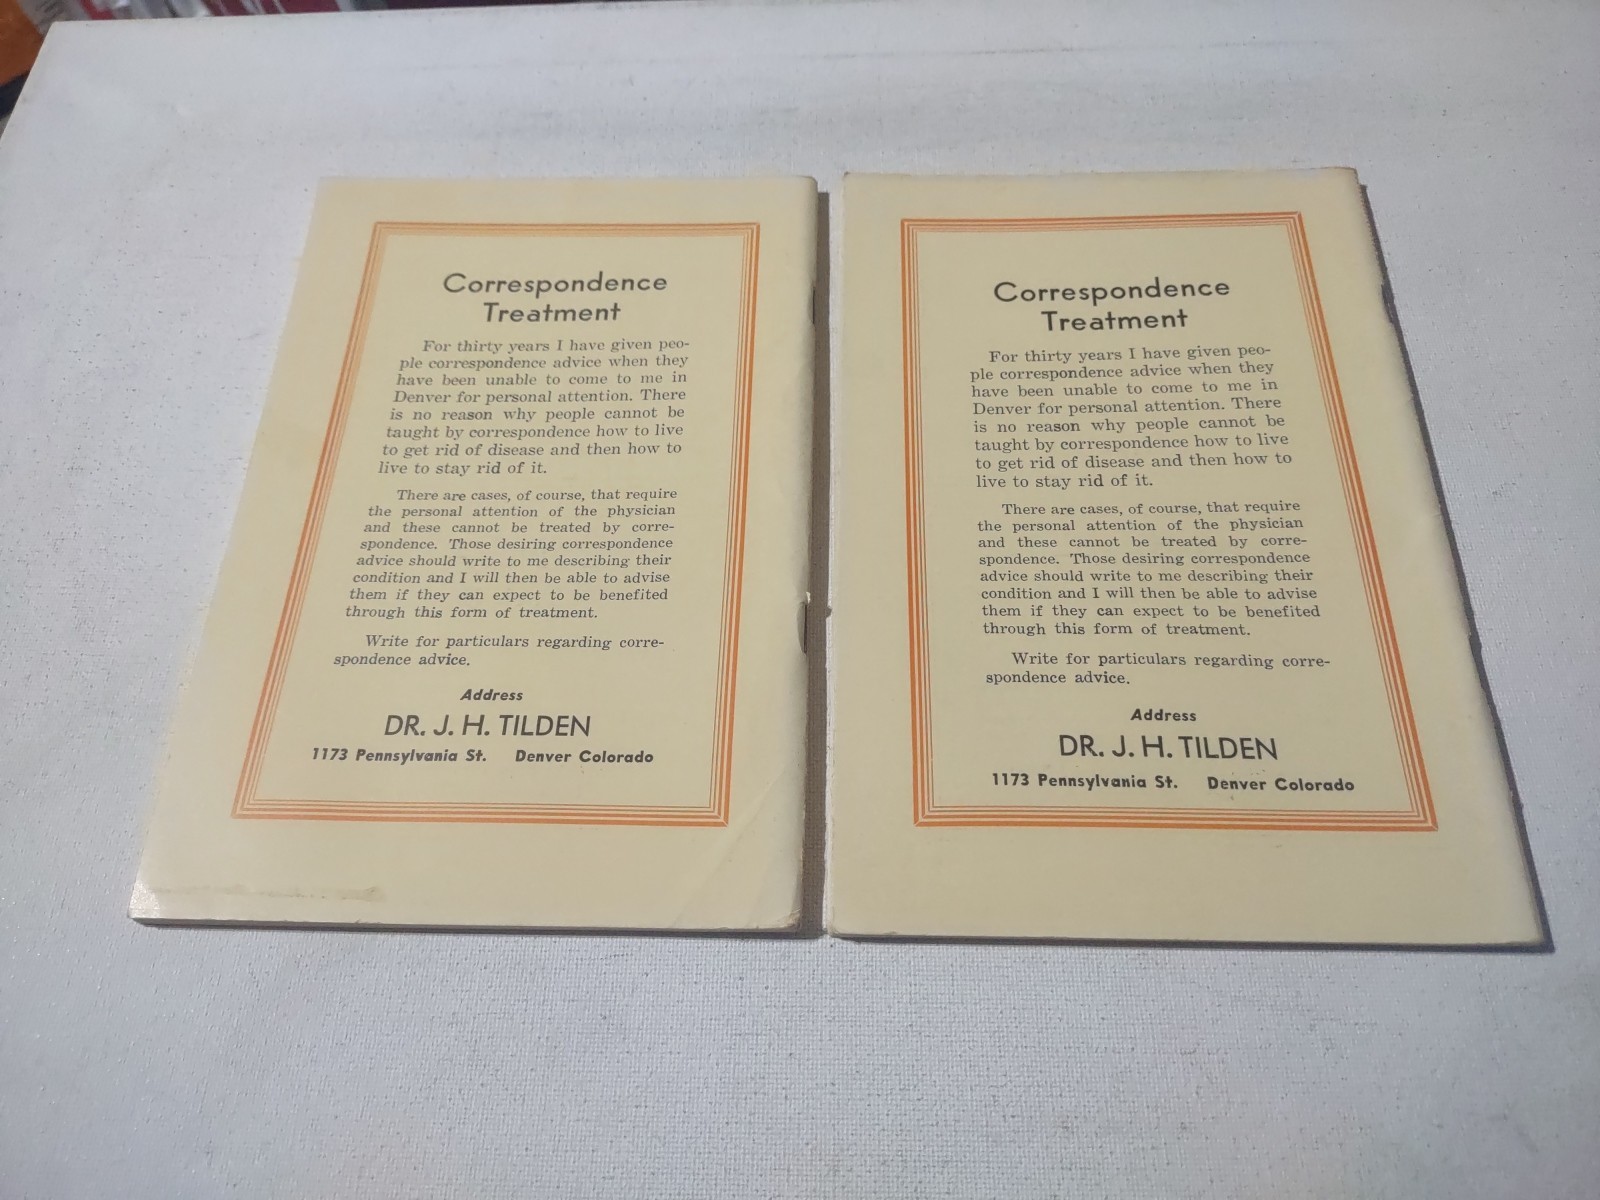 Correspondence
Treatment
For thirty years I have given peo-
ple correspondence advice when they
have been unable to come to me in
Denver for personal attention. There
is no reason why people cannot be
taught by correspondence how to live
to get rid of disease and then how to
live to stay rid of it.
There are cases, of course, that require
the personal attention of the physician
and these cannot be treated by corre-
spondence. Those desiring correspondence
advice should write to me describing their
condition and I will then be able to advise
them if they can expect to be benefited
through this form of treatment.
Write for particulars regarding corre-
spondence advice.
Address
DR. J. H. TILDEN
1173 Pennsylvania St. Denver Colorado
Correspondence
Treatment
For thirty years I have given peo-
ple correspondence advice when they
have been unable to come to me in
Denver for personal attention. There
is no reason why people cannot be
taught by correspondence how to live
to get rid of disease and then how to
live to stay rid of it.
There are cases, of course, that require
the personal attention of the physician
and these cannot be treated by corre-
spondence. Those desiring correspondence
advice should write to me describing their
condition and I will then be able to advise
them if they can expect to be benefited
through this form of treatment.
Write for particulars regarding corre-
spondence advice.
Address
DR. J. H. TILDEN
1173 Pennsylvania St. Denver Colorado